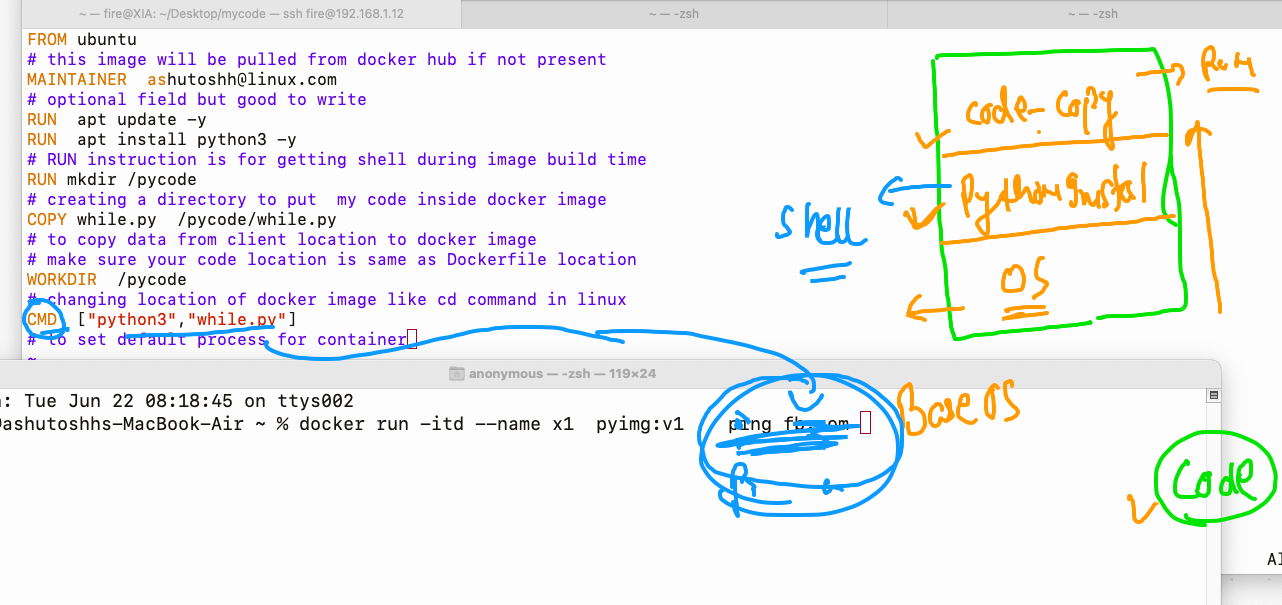 ~ — fire@XIA: ~/Desktop/mycode — ssh fire@192.168.1.12
~ — -zsh
~ — -zsh
FROM ubuntu
# this image will be pulled from docker hub if not present
MAINTAINER  ashutoshh@linux.com
# optional field but good to write
RUN  apt update -y
RUN  apt install python3 -y
# RUN instruction is for getting shell during image build time
RUN mkdir /pycode
# creating a directory to put  my code inside docker image
COPY while.py  /pycode/while.py
# to copy data from client location to docker image
# make sure your code location is same as Dockerfile location
WORKDIR  /pycode
# changing location of docker image like cd command in linux
CMD  ["python3","while.py"]
# to set default process for container
~
Run
code-copy
Python Instal
Shell
OS
anonymous — -zsh — 119×24
: Tue Jun 22 08:18:45 on ttys002
ashutoshhs-MacBook-Air ~ % docker run -itd --name x1  pyimg:v1    ping fb.com
Base OS
Code